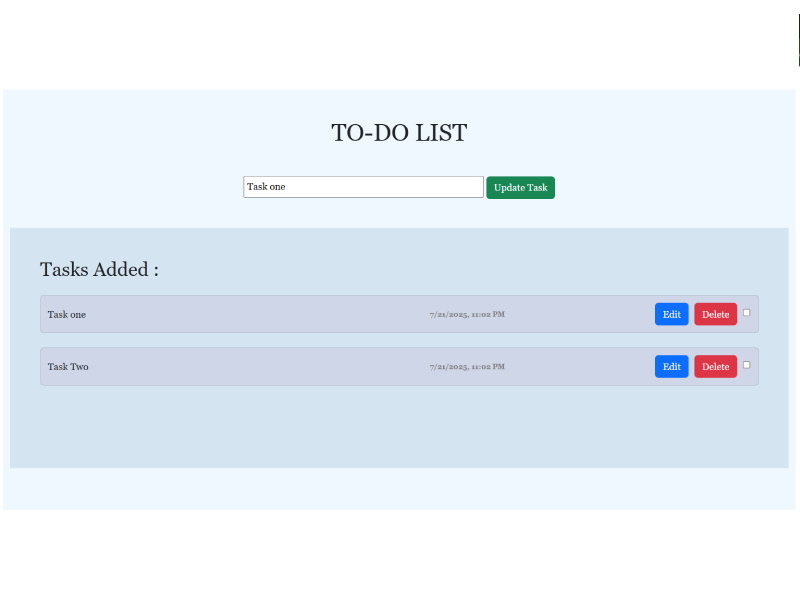 TO-DO LIST
Task one
Update Task
Tasks Added :
Task one 7/21/2025, 11:02 PM Edit Delete
Task Two 7/21/2025, 11:02 PM Edit Delete